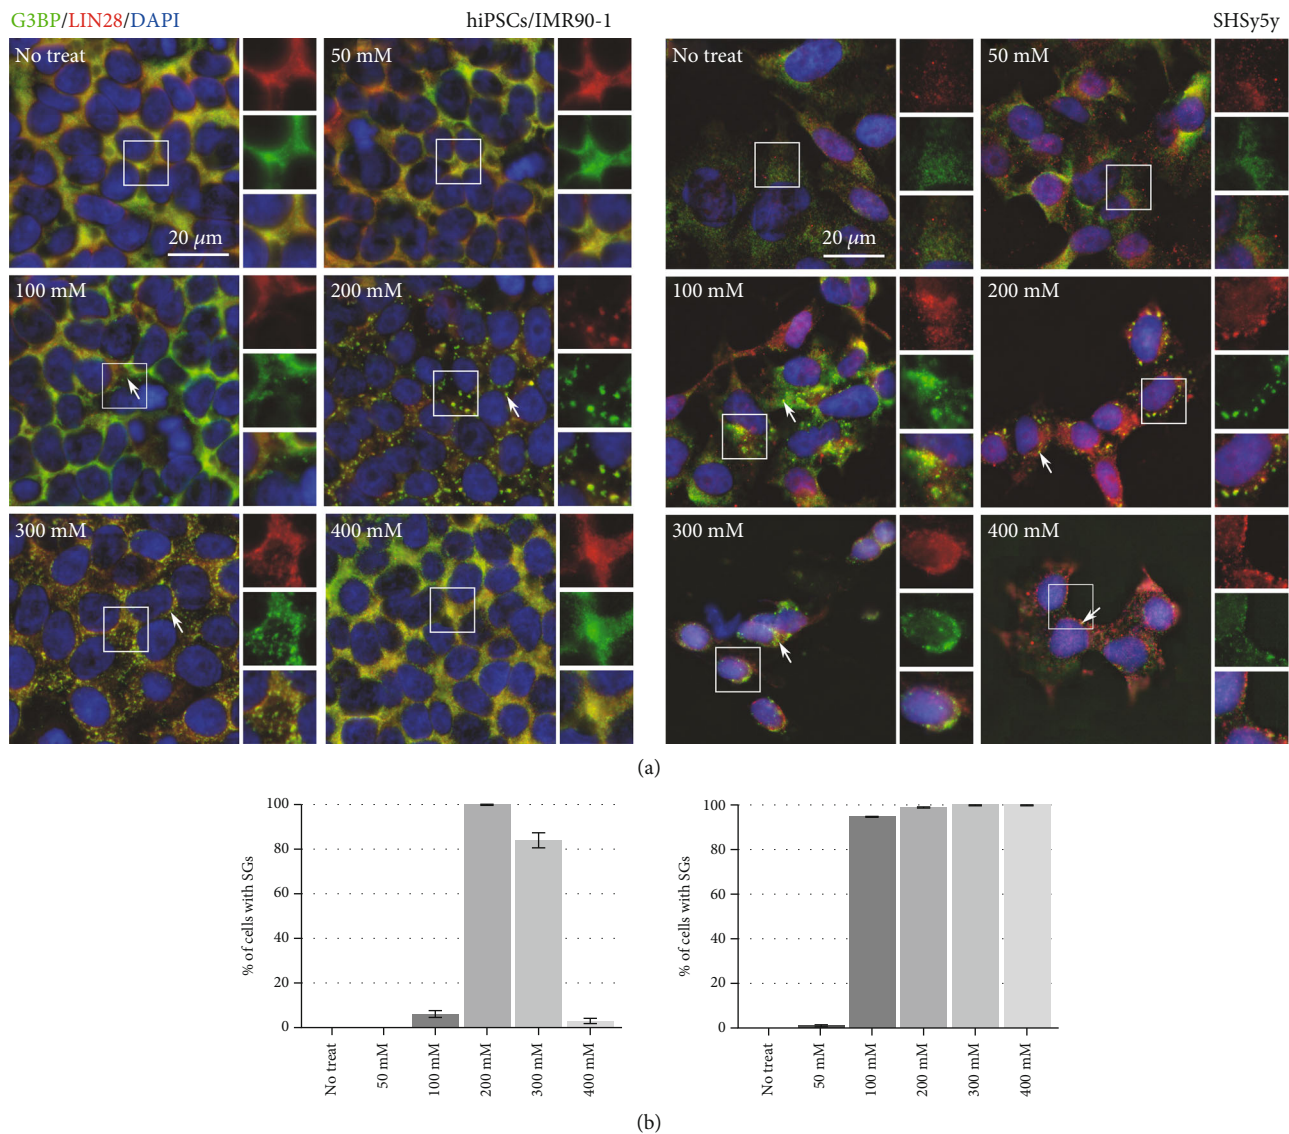 G3BP/LIN28/DAPI
hiPSCs/IMR90-1
SHSy5y
No treat
50 mM
No treat
50 mM
20 μm
20 μm
100 mM
200 mM
100 mM
200 mM
300 mM
400 mM
300 mM
400 mM
(a)
% of cells with SGs
100
80
60
40
20
0
No treat
50 mM
100 mM
200 mM
300 mM
400 mM
% of cells with SGs
100
80
60
40
20
0
No treat
50 mM
100 mM
200 mM
300 mM
400 mM
(b)